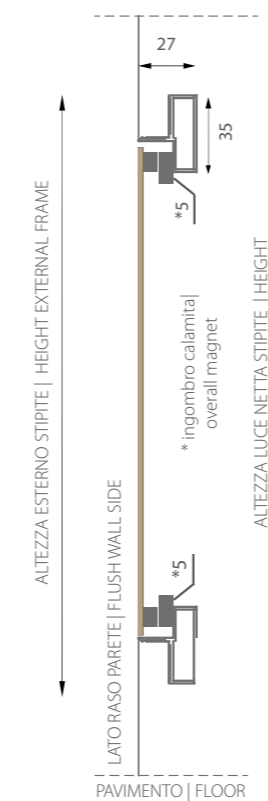 27
35
*5
ALTEZZA ESTERNO STIPITE | HEIGHT EXTERNAL FRAME
* ingombro calamita|
overall magnet
ALTEZZA LUCE NETTA STIPITE | HEIGHT
LATO RASO PARETE | FLUSH WALL SIDE
*5
PAVIMENTO | FLOOR